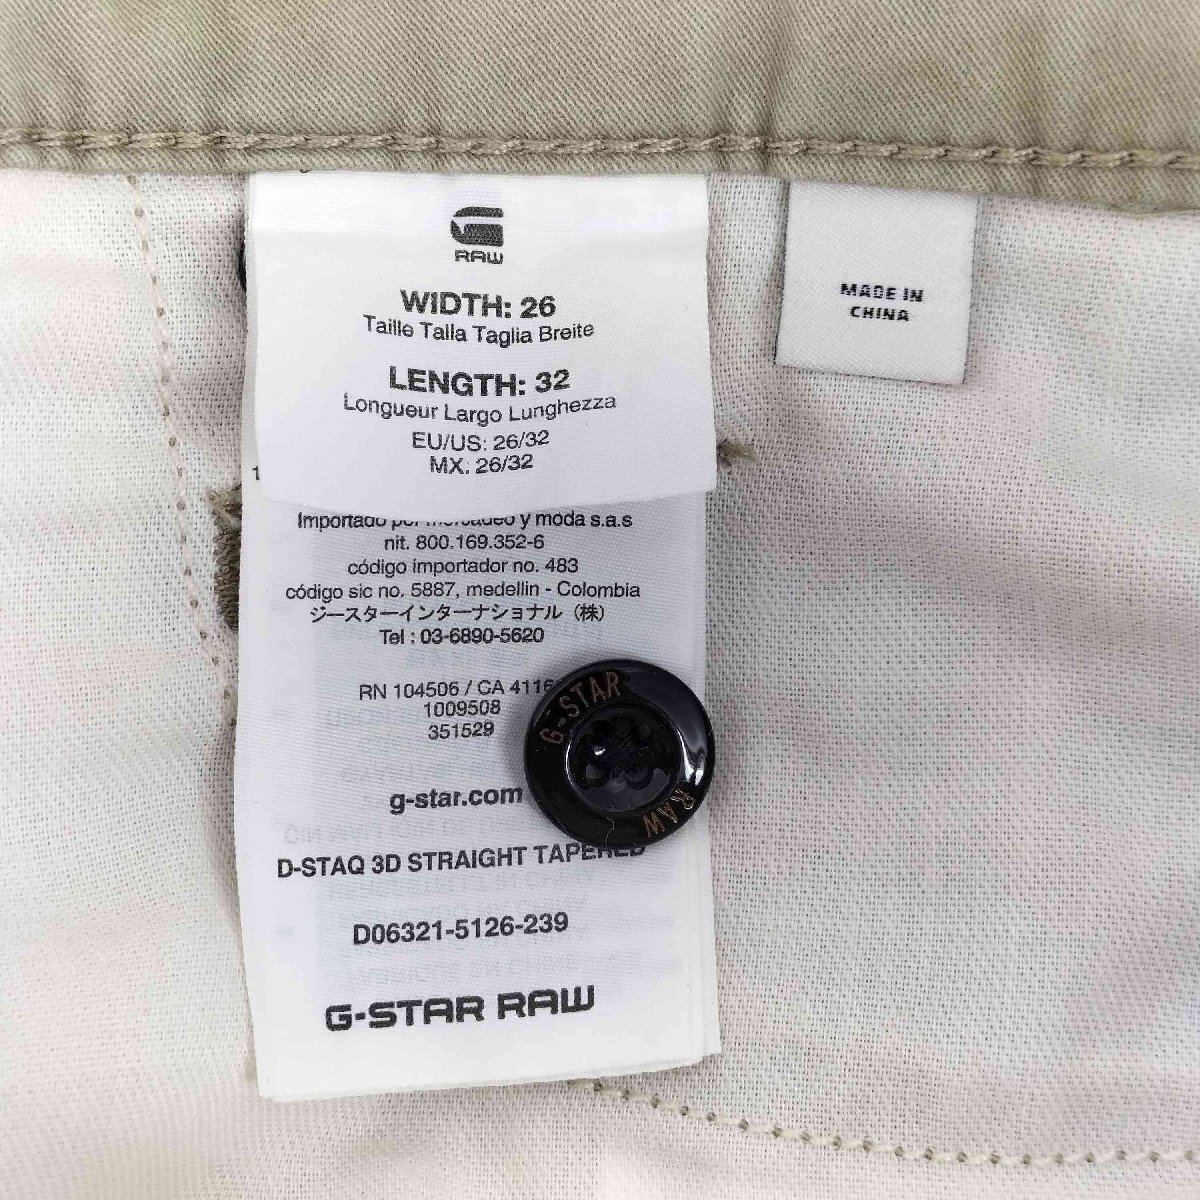 RAW
WIDTH: 26
Taille Talla Taglia Breite
LENGTH: 32
Longueur Largo Lunghezza
EU/US: 26/32
MX: 26/32
MADE IN
CHINA
Importado y moda s.a.s
nit. 800.169.352-6
código importador no. 483
código sic no. 5887, medellin - Colombia
ジースターインターナショナル (株)
Tel : 03-6890-5620
RN 104506 / CA
1009508
351529
g-star.com
D-STAQ 3D STRAIGHT TAPERED
D06321-5126-239
G-STAR RAW
G-STAR
RAW